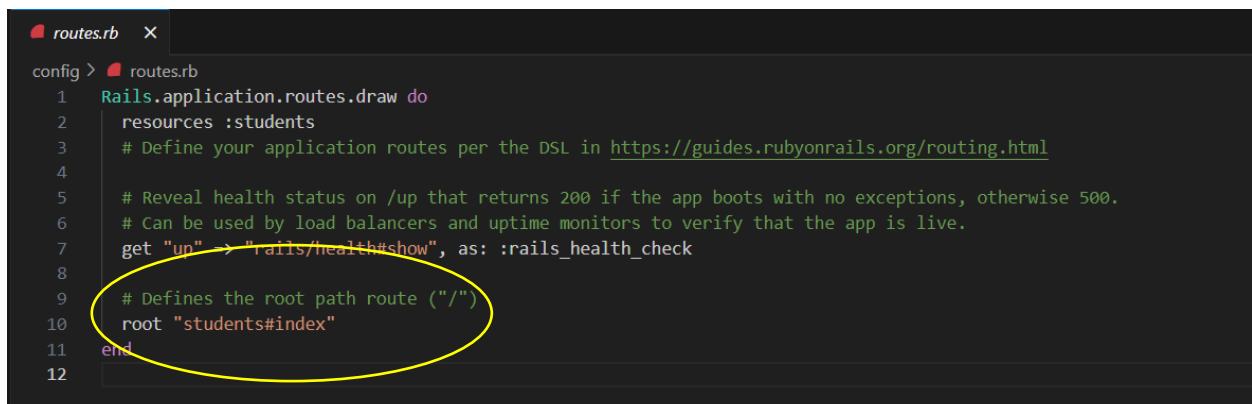 routes.rb ×
config > routes.rb
1 Rails.application.routes.draw do
2 resources :students
3 # Define your application routes per the DSL in https://guides.rubyonrails.org/routing.html
4
5 # Reveal health status on /up that returns 200 if the app boots with no exceptions, otherwise 500.
6 # Can be used by load balancers and uptime monitors to verify that the app is live.
7 get "up" => "rails/health#show", as: :rails_health_check
8
9 # Defines the root path route ("/")
10 root "students#index"
11 end
12